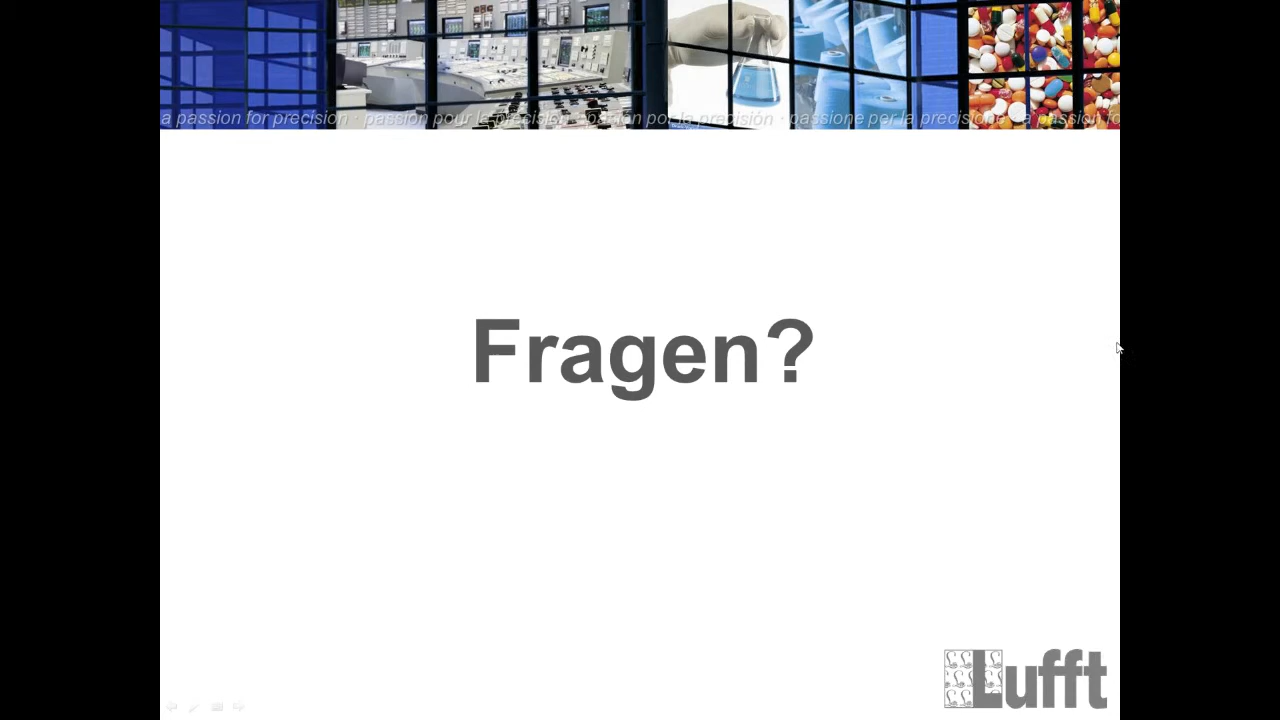 a passion for precision · passion pour la précision · pasión por la precisión · passione per la precisione · a passion fo
Fragen?
Lufft